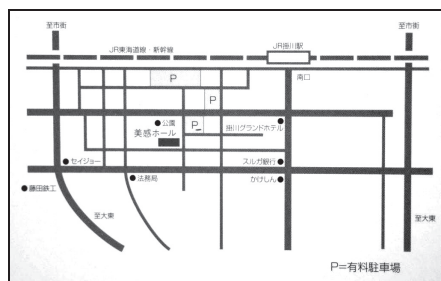 至市街
至市街
JR東海道線・新幹線
JR掛川駅
P
南口
P
公園
P
掛川グランドホテル
美感ホール
セイジョー
スルガ銀行
法務局
かけしん
藤田鉄工
至大東
至大東
P=有料駐車場